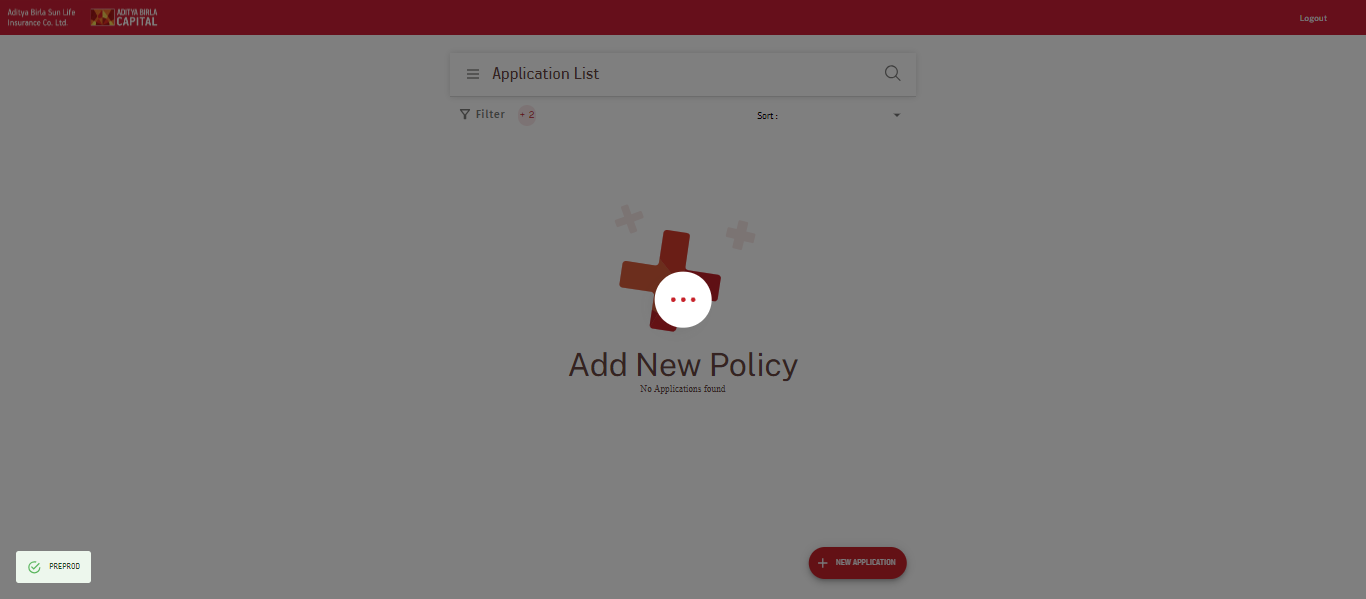 Aditya Birla Sun Life
Insurance Co. Ltd.
ADITYA BIRLA
CAPITAL
Logout
Application List
Filter + 2
Sort :
Add New Policy
No Applications found
PREPROD
+ NEW APPLICATION